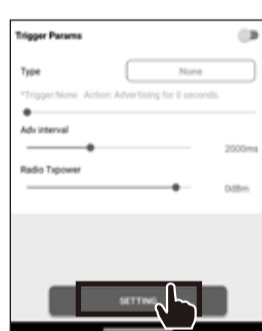 Trigger Params
Type
None
*Trigger:None Action: Advertising for 0 seconds.
Adv interval
2000ms
Radio Txpower
0dBm
SETTING